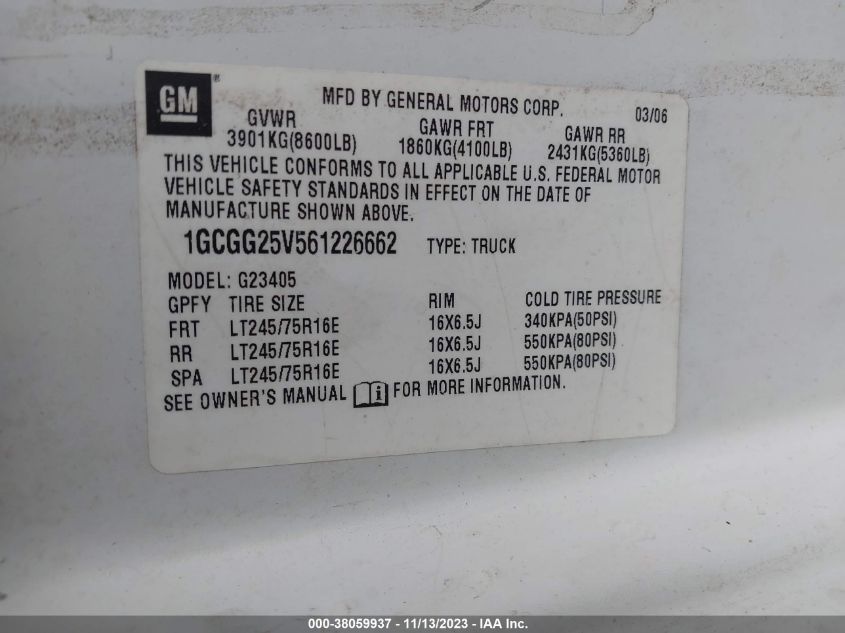 GM
MFD BY GENERAL MOTORS CORP. 03/06
GVWR GAWR FRT GAWR RR
3901KG(8600LB) 1860KG(4100LB) 2431KG(5360LB)
THIS VEHICLE CONFORMS TO ALL APPLICABLE U.S. FEDERAL MOTOR
VEHICLE SAFETY STANDARDS IN EFFECT ON THE DATE OF
MANUFACTURE SHOWN ABOVE.
1GCGG25V561226662 TYPE: TRUCK
MODEL: G23405
GPFY TIRE SIZE RIM COLD TIRE PRESSURE
FRT LT245/75R16E 16X6.5J 340KPA(50PSI)
RR LT245/75R16E 16X6.5J 550KPA(80PSI)
SPA LT245/75R16E 16X6.5J 550KPA(80PSI)
SEE OWNER'S MANUAL i FOR MORE INFORMATION.
000-38059937 - 11/13/2023 - IAA Inc.